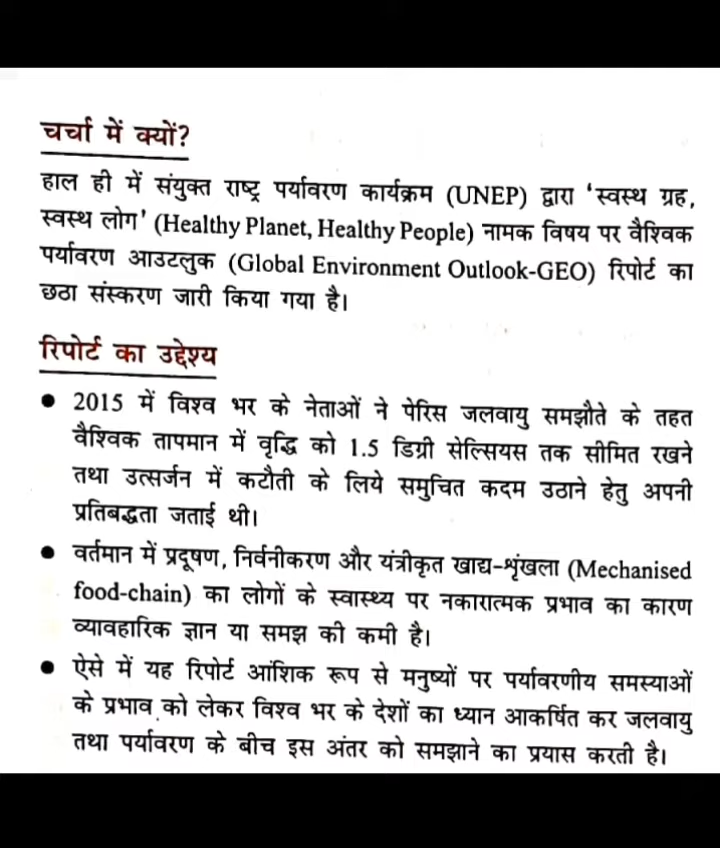 चर्चा में क्यों?
हाल ही में संयुक्त राष्ट्र पर्यावरण कार्यक्रम (UNEP) द्वारा ‘स्वस्थ ग्रह,
स्वस्थ लोग’ (Healthy Planet, Healthy People) नामक विषय पर वैश्विक
पर्यावरण आउटलुक (Global Environment Outlook-GEO) रिपोर्ट का
छठा संस्करण जारी किया गया है।
रिपोर्ट का उद्देश्य
● 2015 में विश्व भर के नेताओं ने पेरिस जलवायु समझौते के तहत
वैश्विक तापमान में वृद्धि को 1.5 डिग्री सेल्सियस तक सीमित रखने
तथा उत्सर्जन में कटौती के लिये समुचित कदम उठाने हेतु अपनी
प्रतिबद्धता जताई थी।
● वर्तमान में प्रदूषण, निर्वनीकरण और यंत्रीकृत खाद्य-शृंखला (Mechanised
food-chain) का लोगों के स्वास्थ्य पर नकारात्मक प्रभाव का कारण
व्यावहारिक ज्ञान या समझ की कमी है।
● ऐसे में यह रिपोर्ट आंशिक रूप से मनुष्यों पर पर्यावरणीय समस्याओं
के प्रभाव को लेकर विश्व भर के देशों का ध्यान आकर्षित कर जलवायु
तथा पर्यावरण के बीच इस अंतर को समझाने का प्रयास करती है।